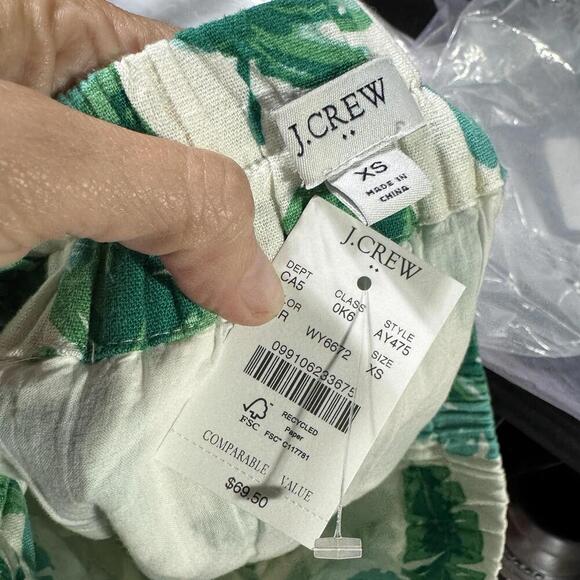 J.CREW
XS
MADE IN
CHINA
J.CREW
DEPT CLASS STYLE
CA5 0K6 AY475
SIZE
R WY6672 XS
099106233675
FSC
RECYCLED
Paper
FSC® C117781
COMPARABLE VALUE
$69.50